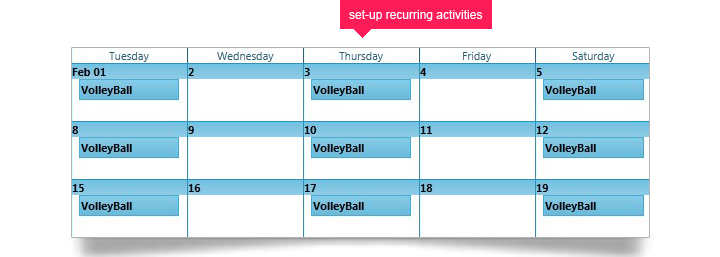 set-up recurring activities
Tuesday Wednesday Thursday Friday Saturday
Feb 01 2 3 4 5
VolleyBall VolleyBall VolleyBall
8 9 10 11 12
VolleyBall VolleyBall VolleyBall
15 16 17 18 19
VolleyBall VolleyBall VolleyBall